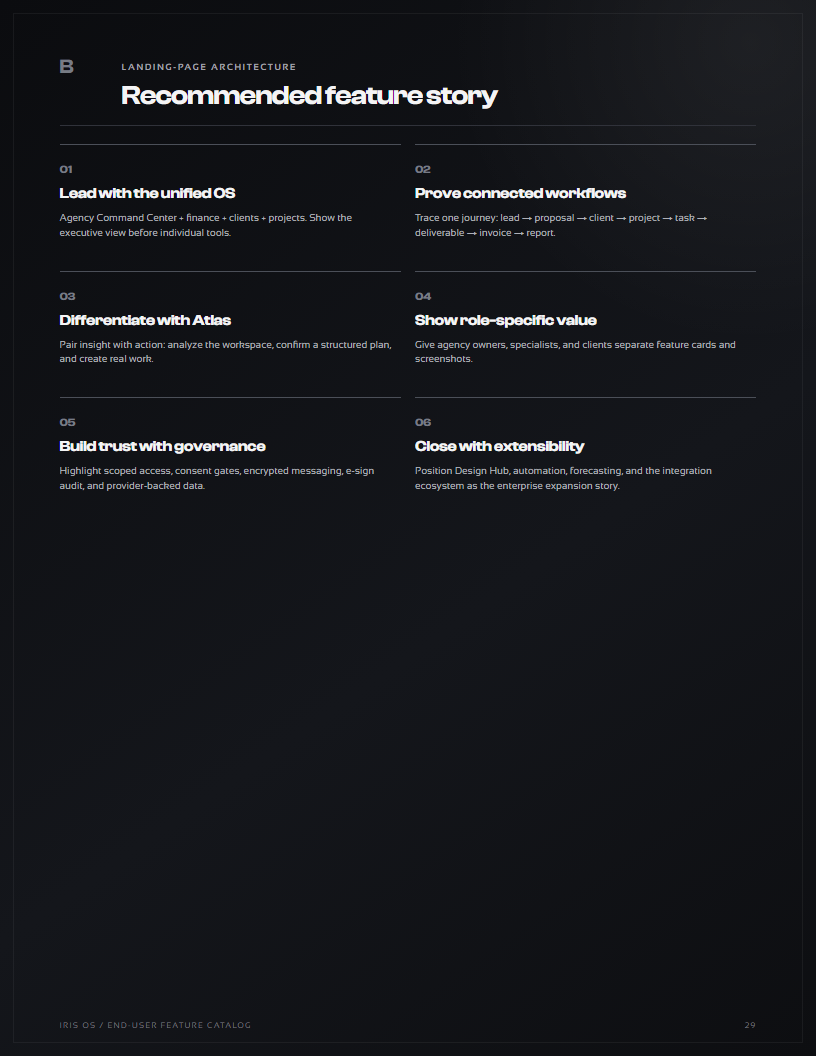 B
LANDING-PAGE ARCHITECTURE
Recommended feature story
01
Lead with the unified OS
Agency Command Center + finance + clients + projects. Show the
executive view before individual tools.
02
Prove connected workflows
Trace one journey: lead → proposal → client → project → task →
deliverable → invoice → report.
03
Differentiate with Atlas
Pair insight with action: analyze the workspace, confirm a structured plan,
and create real work.
04
Show role-specific value
Give agency owners, specialists, and clients separate feature cards and
screenshots.
05
Build trust with governance
Highlight scoped access, consent gates, encrypted messaging, e-sign
audit, and provider-backed data.
06
Close with extensibility
Position Design Hub, automation, forecasting, and the integration
ecosystem as the enterprise expansion story.
IRIS OS / END-USER FEATURE CATALOG
29